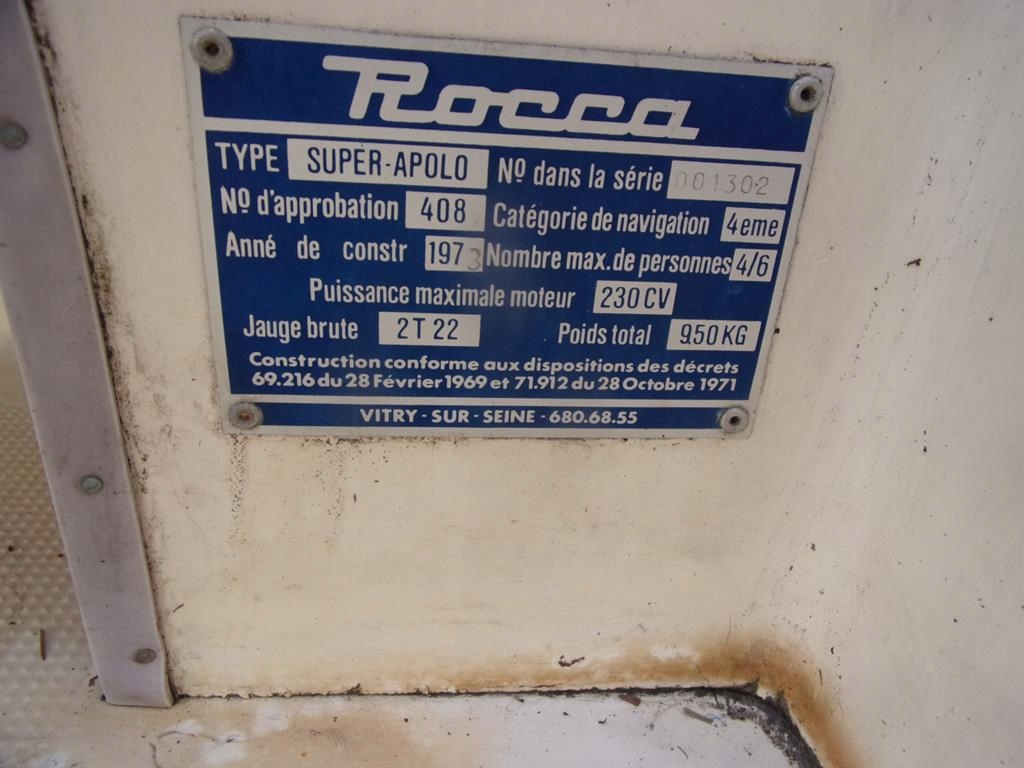 Rocca
TYPE SUPER-APOLO Nº dans la série 001302
Nº d'approbation 408 Catégorie de navigation 4eme
Anné de constr 1973 Nombre max. de personnes 4/6
Puissance maximale moteur 230 CV
Jauge brute 2 T 22 Poids total 950 KG
Construction conforme aux dispositions des décrets
69.216 du 28 Février 1969 et 71.912 du 28 Octobre 1971
VITRY - SUR - SEINE - 680.68.55